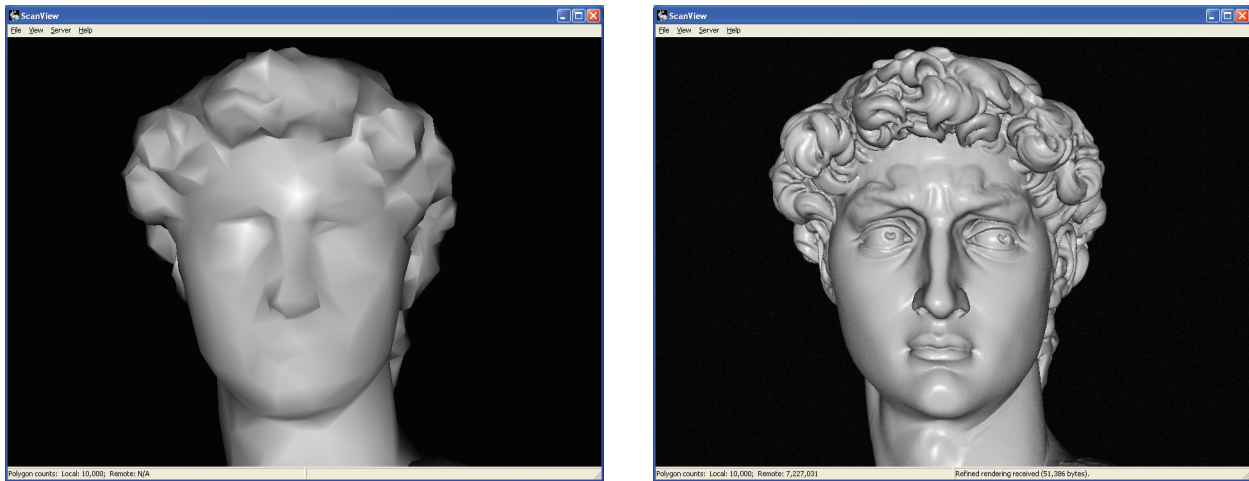 ScanView
File View Server Help
Polygon counts: Local: 10,000; Remote: N/A
ScanView
File View Server Help
Polygon counts: Local: 10,000; Remote: 7,227,031
Refined rendering received (51,386 bytes).